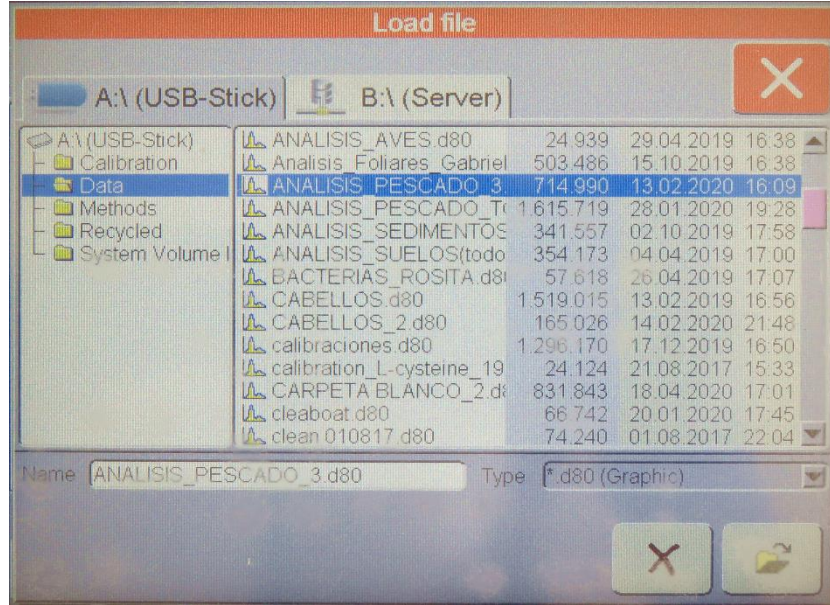 Load file
A:\ (USB-Stick) B:\ (Server)
A:\ (USB-Stick)
Calibration
Data
Methods
Recycled
System Volume I
ANALISIS_AVES.d80 24.939 29.04.2019 16:38
Analisis_Foliares_Gabriel 503.486 15.10.2019 16:38
ANALISIS_PESCADO_3. 714.990 13.02.2020 16:09
ANALISIS_PESCADO_T( 1.615.719 28.01.2020 19:28
ANALISIS_SEDIMENTOS 341.557 02.10.2019 17:58
ANALISIS_SUELOS(todo 354.173 04.04.2019 17:00
BACTERIAS_ROSITA.d8 57.618 26.04.2019 17:07
CABELLOS.d80 1.519.015 13.02.2019 16:56
CABELLOS_2.d80 165.026 14.02.2020 21:48
calibraciones.d80 1.296.170 17.12.2019 16:50
calibration_L-cysteine_19 24.124 21.08.2017 15:33
CARPETA BLANCO_2.d 831.843 18.04.2020 17:01
cleaboat.d80 66.742 20.01.2020 17:45
clean 010817.d80 74.240 01.08.2017 22:04
Name ANALISIS_PESCADO_3.d80 Type *.d80 (Graphic)